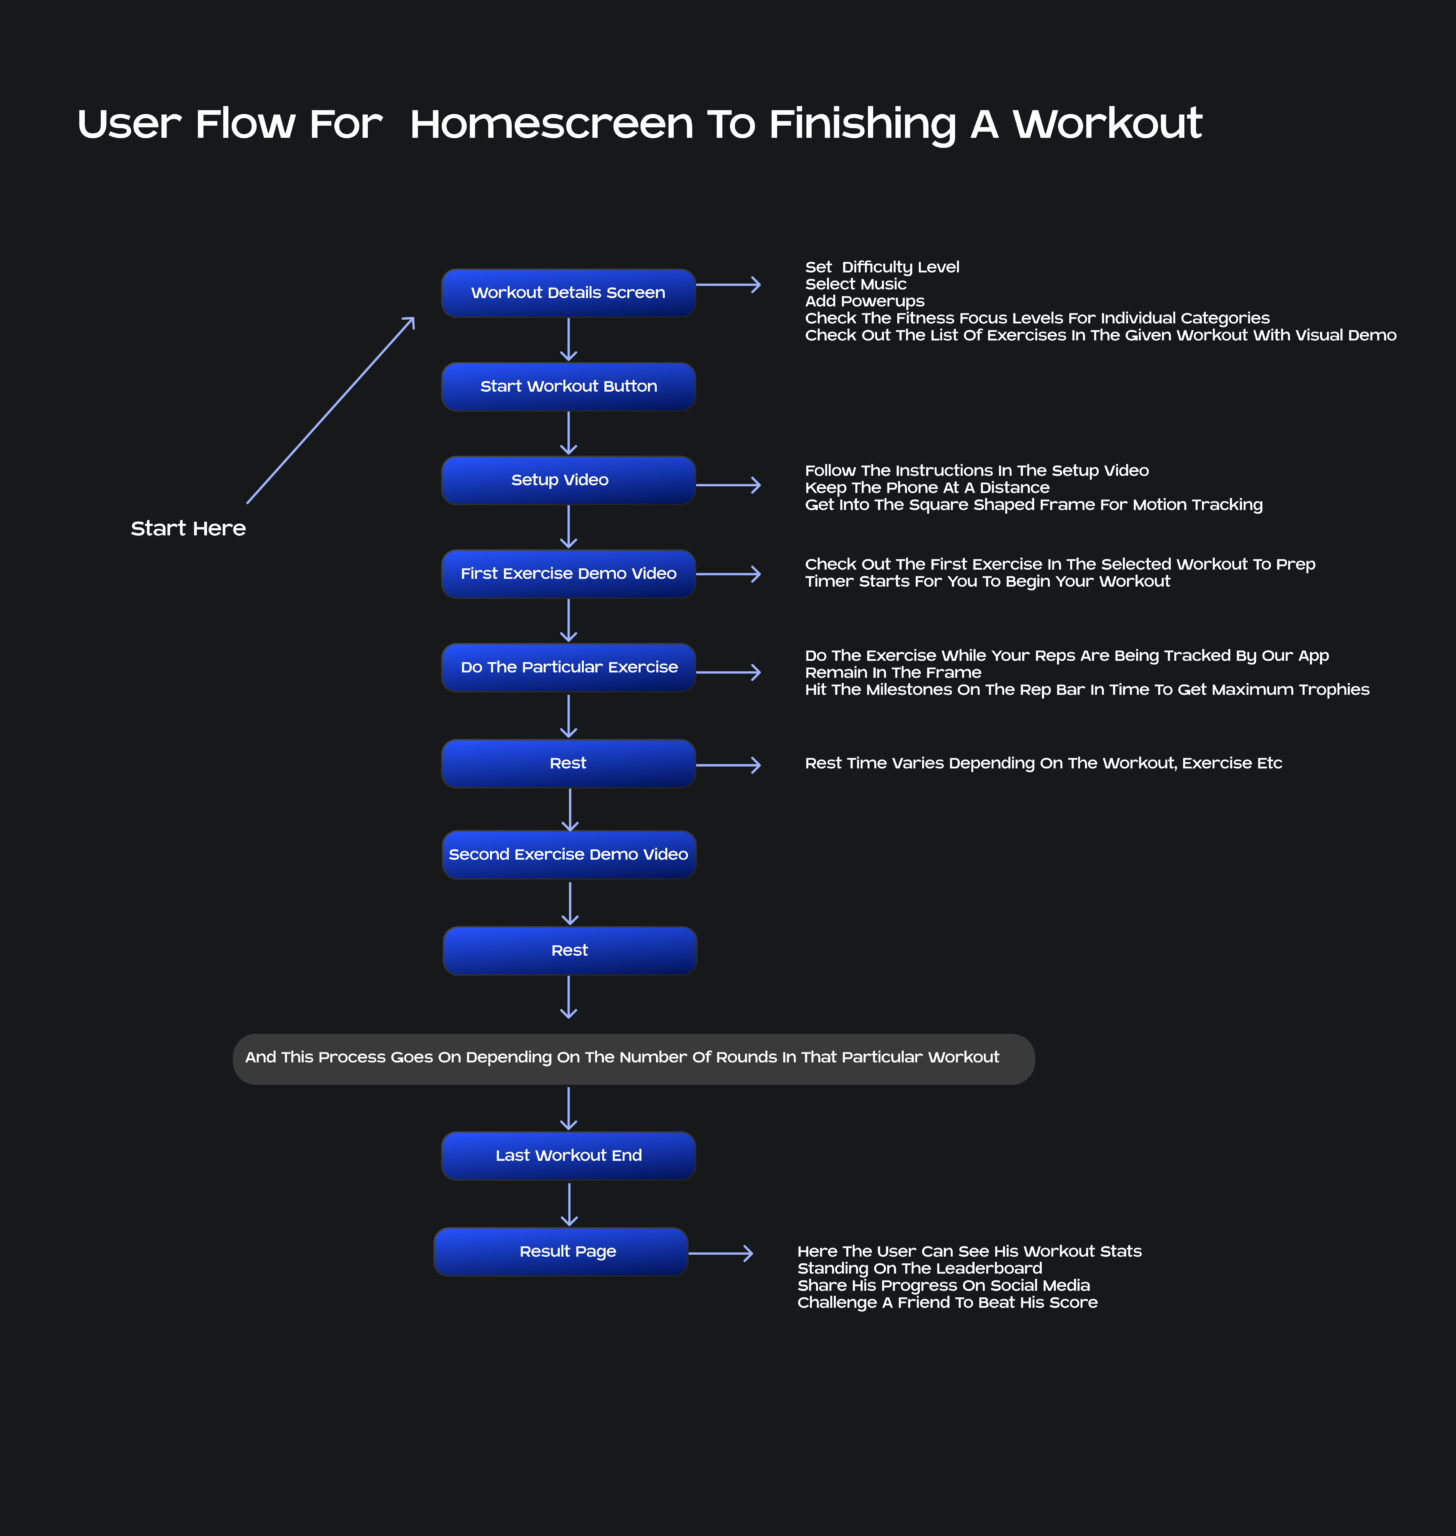 User Flow For  Homescreen To Finishing A Workout
Start Here
Workout Details Screen
Set  Difficulty Level
Select Music
Add Powerups
Check The Fitness Focus Levels For Individual Categories
Check Out The List Of Exercises In The Given Workout With Visual Demo
Start Workout Button
Setup Video
Follow The Instructions In The Setup Video
Keep The Phone At A Distance
Get Into The Square Shaped Frame For Motion Tracking
First Exercise Demo Video
Check Out The First Exercise In The Selected Workout To Prep
Timer Starts For You To Begin Your Workout
Do The Particular Exercise
Do The Exercise While Your Reps Are Being Tracked By Our App
Remain In The Frame
Hit The Milestones On The Rep Bar In Time To Get Maximum Trophies
Rest
Rest Time Varies Depending On The Workout, Exercise Etc
Second Exercise Demo Video
Rest
And This Process Goes On Depending On The Number Of Rounds In That Particular Workout
Last Workout End
Result Page
Here The User Can See His Workout Stats
Standing On The Leaderboard
Share His Progress On Social Media
Challenge A Friend To Beat His Score